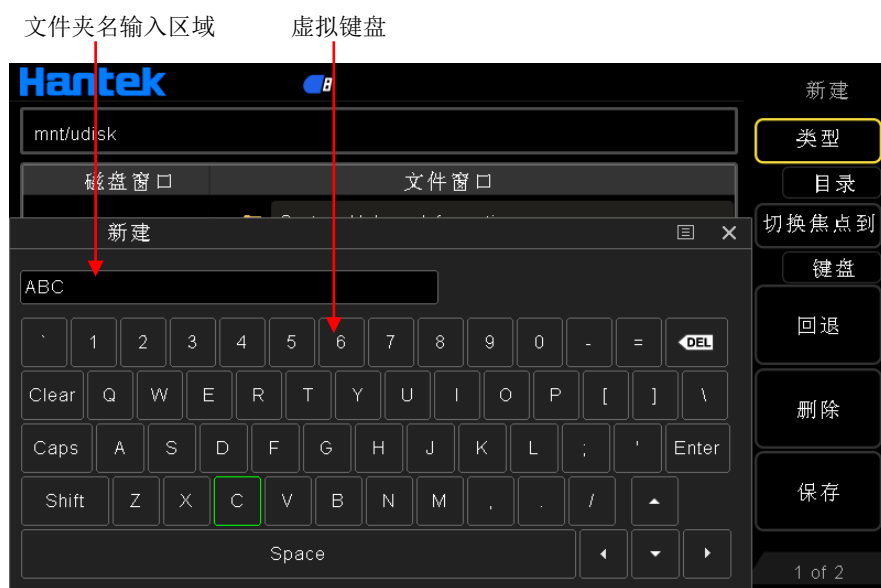 文件夹名输入区域 虚拟键盘
Hantek
新建
mnt/udisk
类型
磁盘窗口 文件窗口
目录
切换焦点到
新建
键盘
ABC
` 1 2 3 4 5 6 7 8 9 0 - = DEL
回退
Clear Q W E R T Y U I O P [ ] \
删除
Caps A S D F G H J K L ; ' Enter
Shift Z X C V B N M , . /
保存
Space
1 of 2